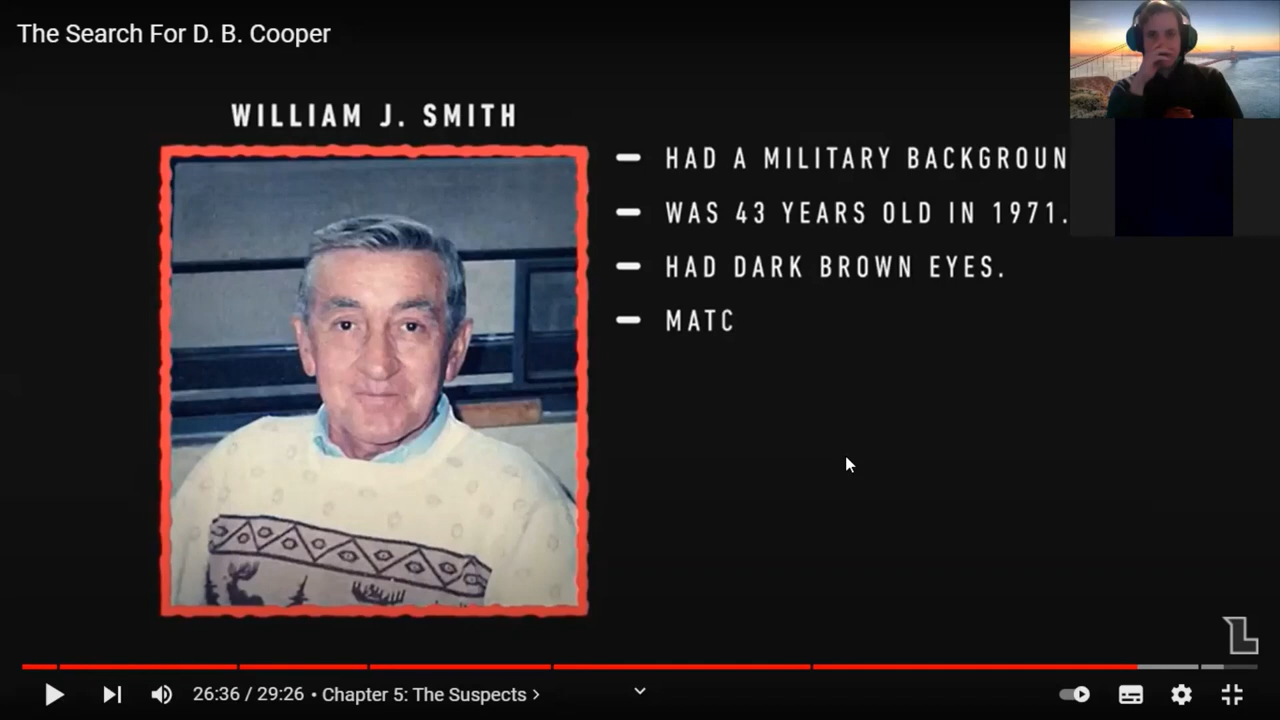 The Search For D. B. Cooper
WILLIAM J. SMITH
HAD A MILITARY BACKGROUN
WAS 43 YEARS OLD IN 1971.
HAD DARK BROWN EYES.
MATC
26:36 / 29:26 • Chapter 5: The Suspects >